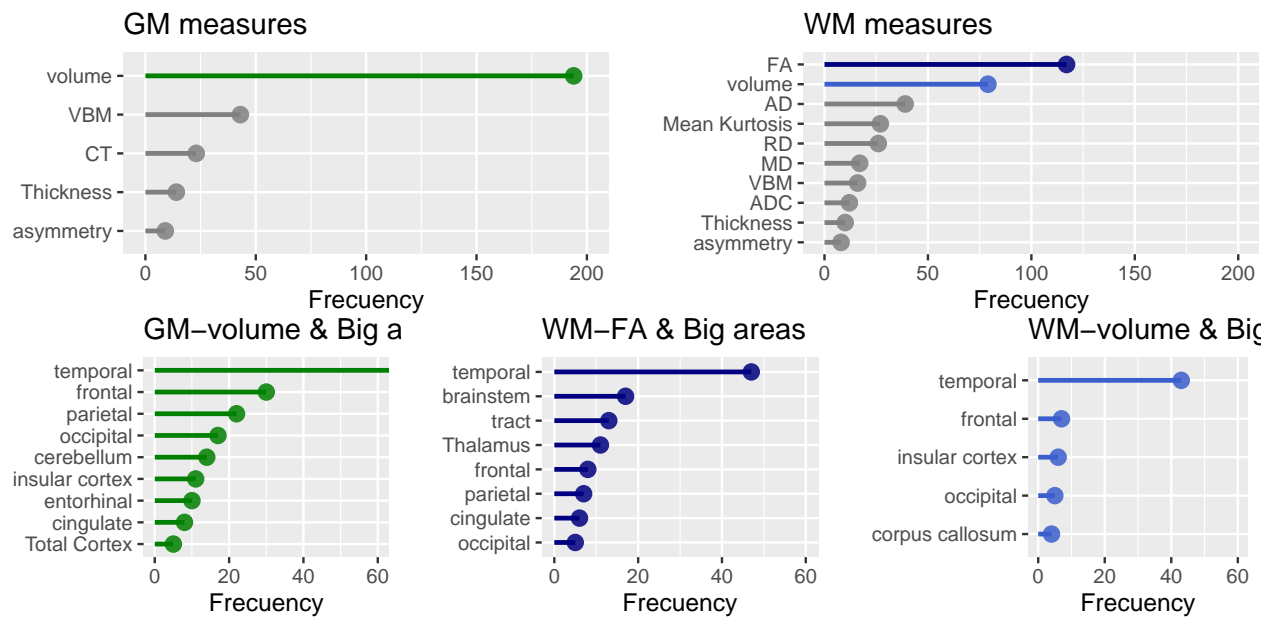 GM measures
volume
VBM
CT
Thickness
asymmetry
0 50 100 150 200
Frecuency
WM measures
FA
volume
AD
Mean Kurtosis
RD
MD
VBM
ADC
Thickness
asymmetry
0 50 100 150 200
Frecuency
GM−volume & Big a
temporal
frontal
parietal
occipital
cerebellum
insular cortex
entorhinal
cingulate
Total Cortex
0 20 40 60
Frecuency
WM−FA & Big areas
temporal
brainstem
tract
Thalamus
frontal
parietal
cingulate
occipital
0 20 40 60
Frecuency
WM−volume & Big
temporal
frontal
insular cortex
occipital
corpus callosum
0 20 40 60
Frecuency